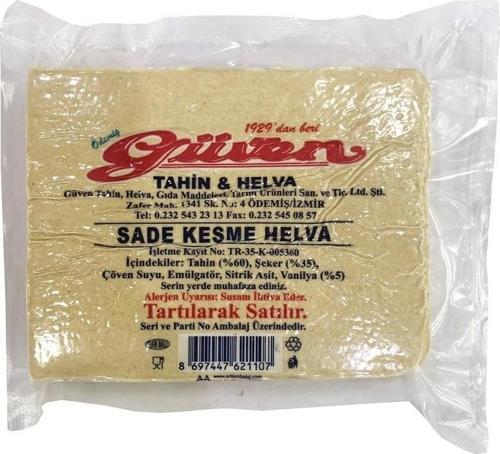 1929'dan beri
Ödemiş
Güven
TAHİN & HELVA
Güven Tahin, Helva, Gıda Maddeleri, Tarım Ürünleri San. ve Tic. Ltd. Şti.
Zafer Mah. 1341 Sk. No: 4 ÖDEMİŞ/İZMİR
Tel: 0.232 543 23 13 Fax: 0.232 545 08 57
SADE KESME HELVA
İşletme Kayıt No: TR-35-K-005360
İçindekiler: Tahin (%60), Şeker (%35),
Çöven Suyu, Emülgatör, Sitrik Asit, Vanilya (%5)
Serin yerde muhafaza ediniz.
Alerjen Uyarısı: Susam İhtiva Eder.
Tartılarak Satılır.
Seri ve Parti No Ambalaj Üzerindedir.
TÜRK MALI
8 697447 621107